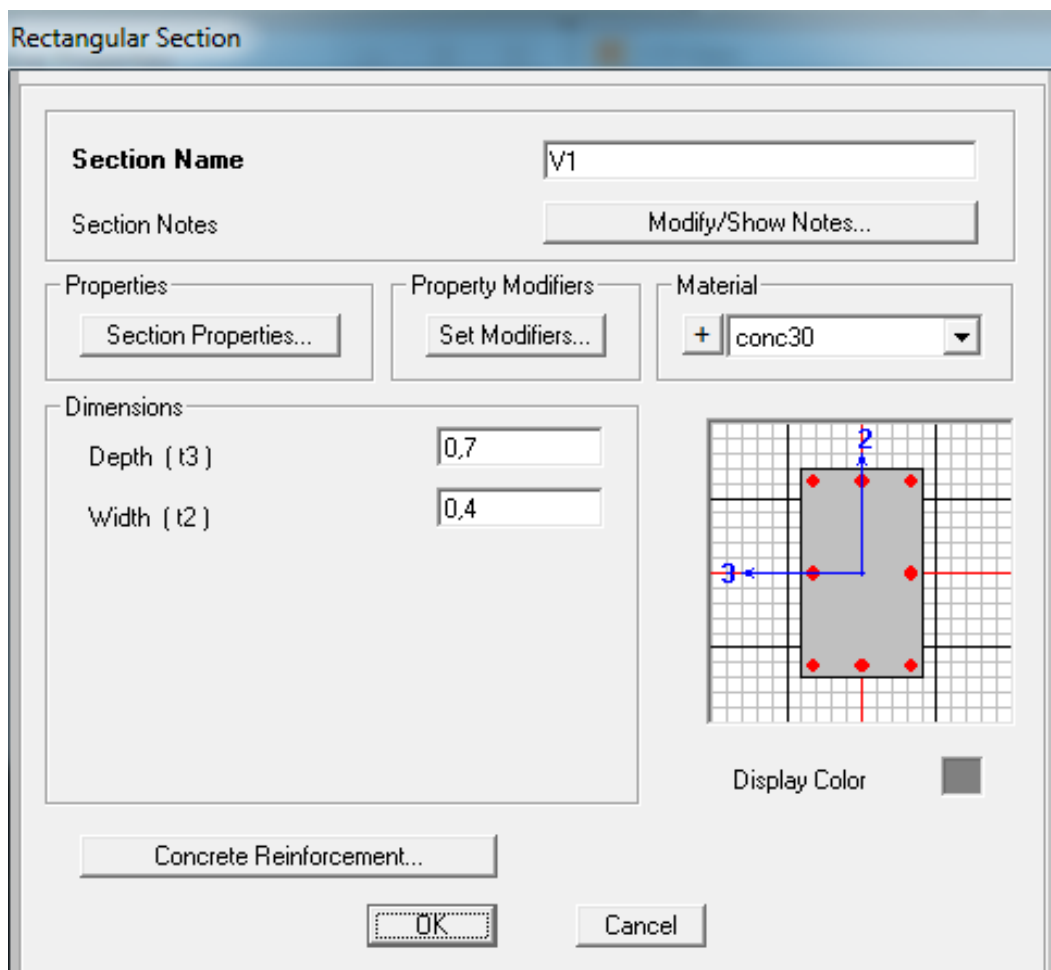 Rectangular Section
Section Name
V1
Section Notes
Modify/Show Notes...
Properties
Section Properties...
Property Modifiers
Set Modifiers...
Material
+
conc30
Dimensions
Depth ( t3 )
0,7
Width ( t2 )
0,4
2
3
Display Color
Concrete Reinforcement...
OK
Cancel